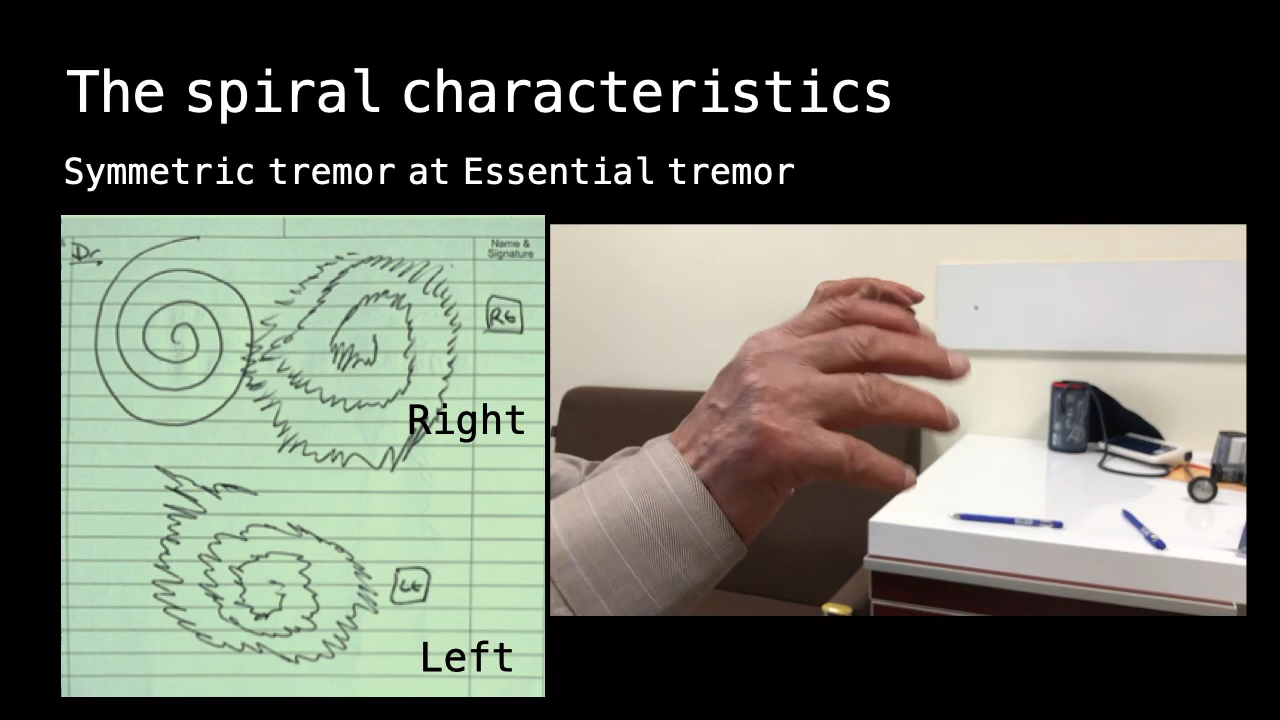 The spiral characteristics
Symmetric tremor at Essential tremor
Dr
Name &
Signature
Rt
Right
Lt
Left